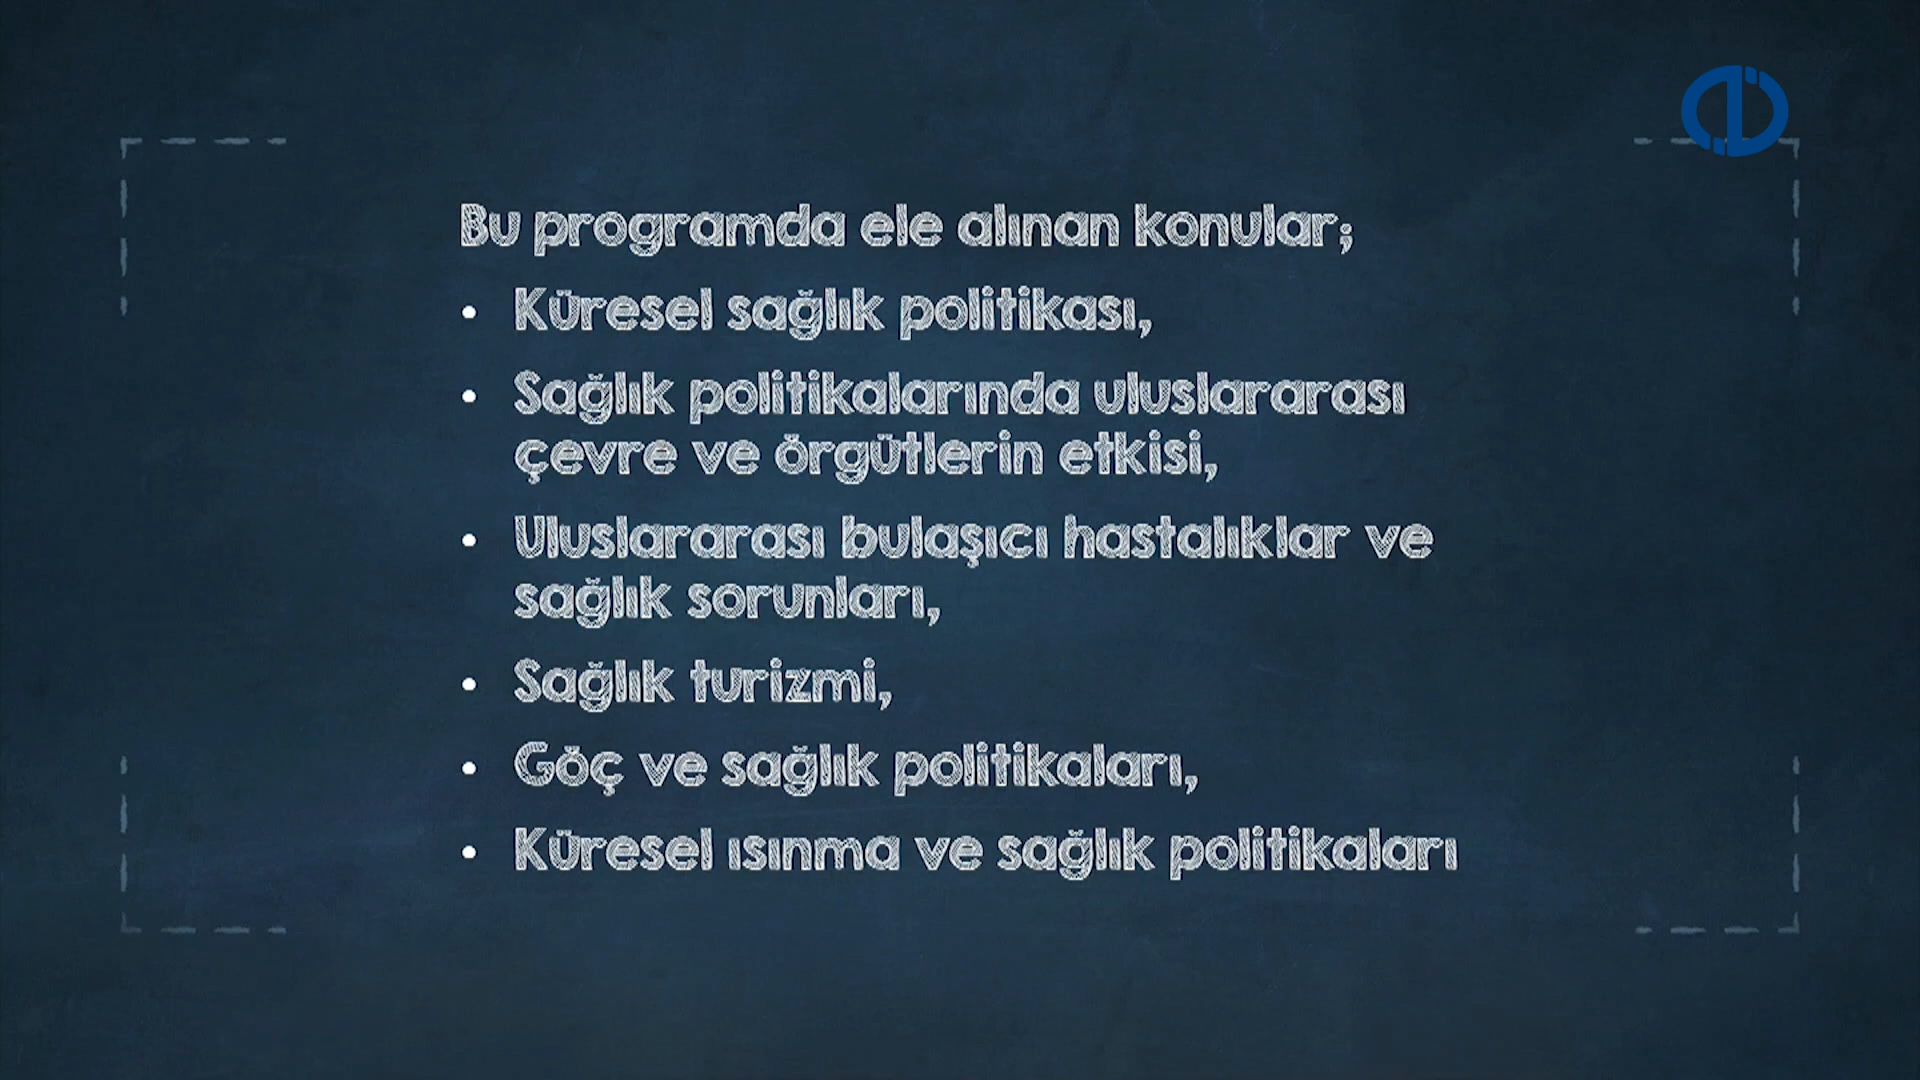 Bu programda ele alınan konular;
• Küresel sağlık politikası,
• Sağlık politikalarında uluslararası
çevre ve örgütlerin etkisi,
• Uluslararası bulaşıcı hastalıklar ve
sağlık sorunları,
• Sağlık turizmi,
• Göç ve sağlık politikaları,
• Küresel ısınma ve sağlık politikaları